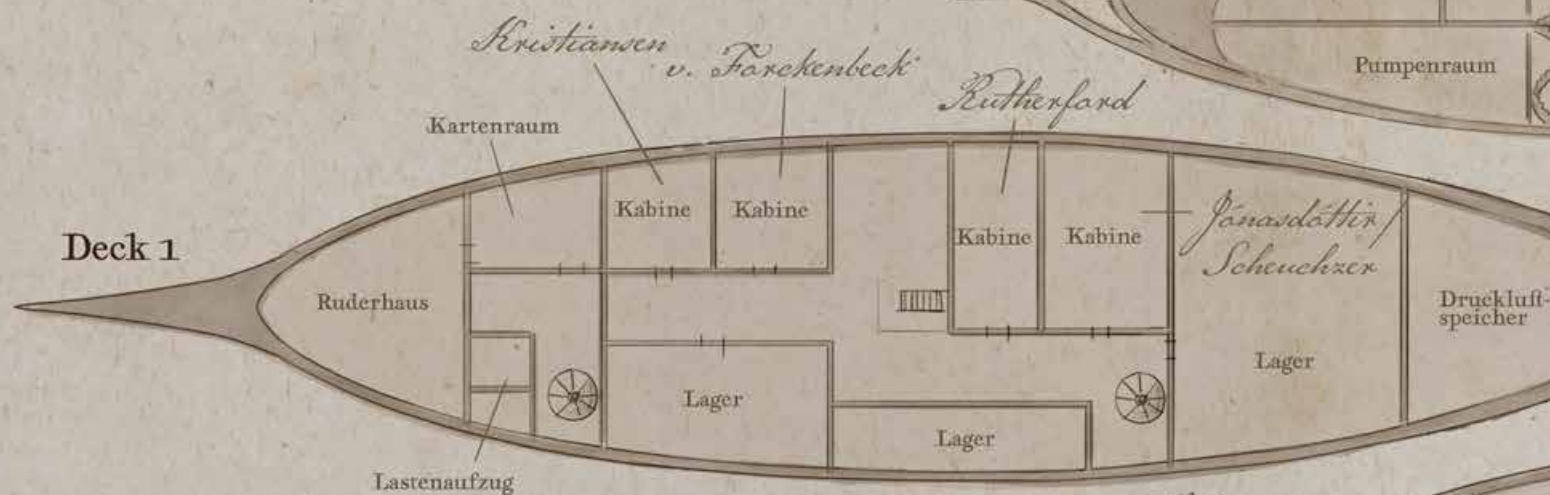 Kristiansen
v. Forckenbeck
Rutherford
Pumpenraum
Kartenraum
Kabine
Kabine
Kabine
Kabine
Jónasdóttir/
Scheuchzer
Deck 1
Ruderhaus
Druckluft-
speicher
Lager
Lager
Lager
Lastenaufzug